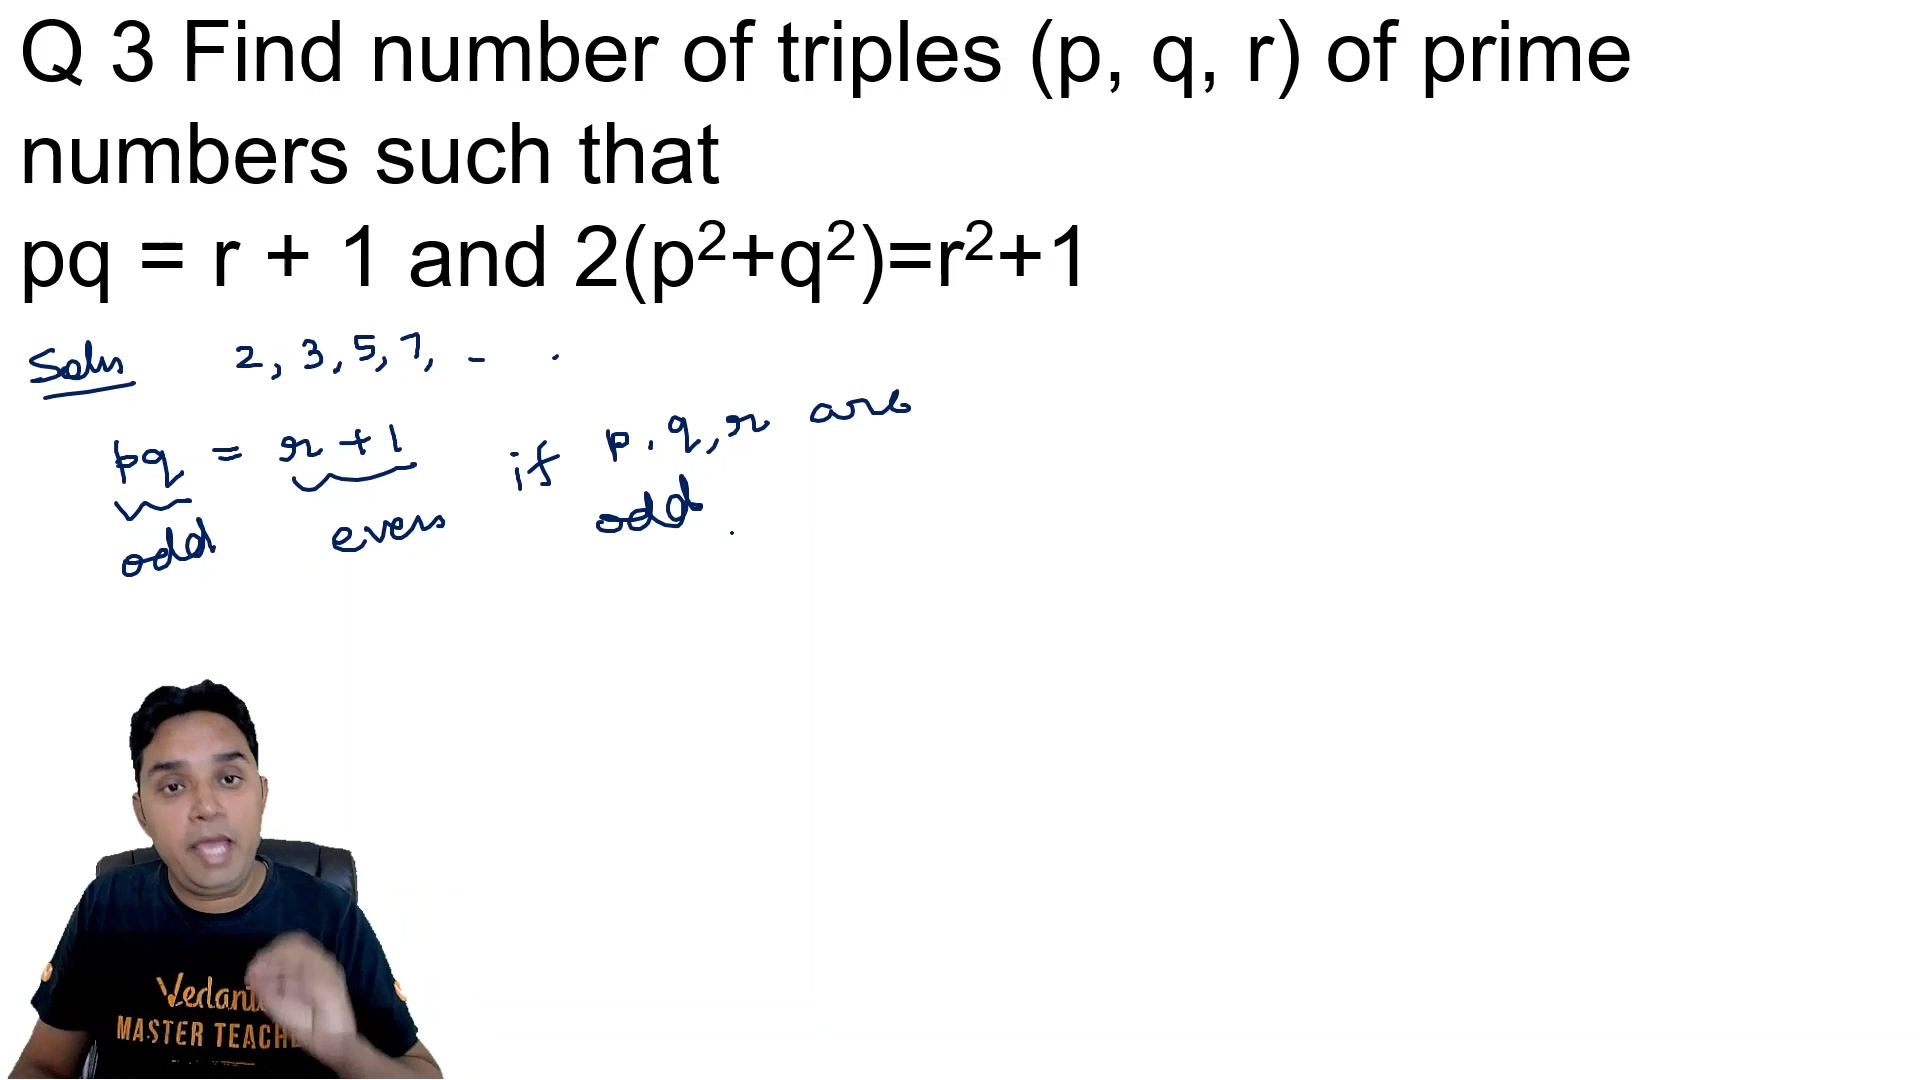 Q 3 Find number of triples (p, q, r) of prime
numbers such that
pq = r + 1 and 2(p²+q²)=r²+1
Soln 2, 3, 5, 7, - .
pq = r + 1 if p, q, r are
odd even odd.
Vedant
MASTER TEACHE